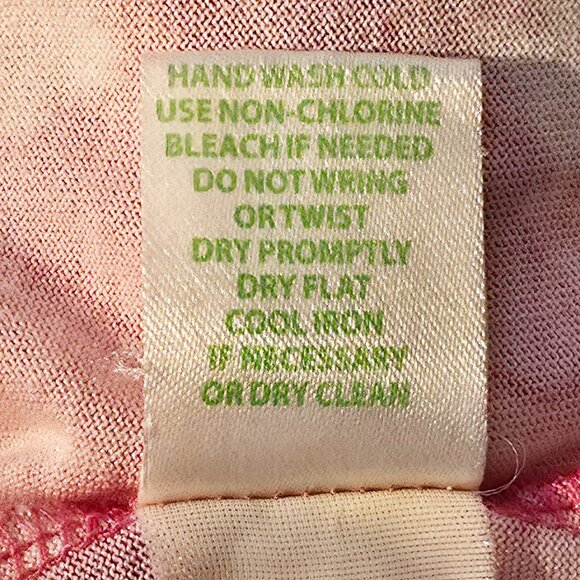 HAND WASH COLD
USE NON-CHLORINE
BLEACH IF NEEDED
DO NOT WRING
OR TWIST
DRY PROMPTLY
DRY FLAT
COOL IRON
IF NECESSARY
OR DRY CLEAN